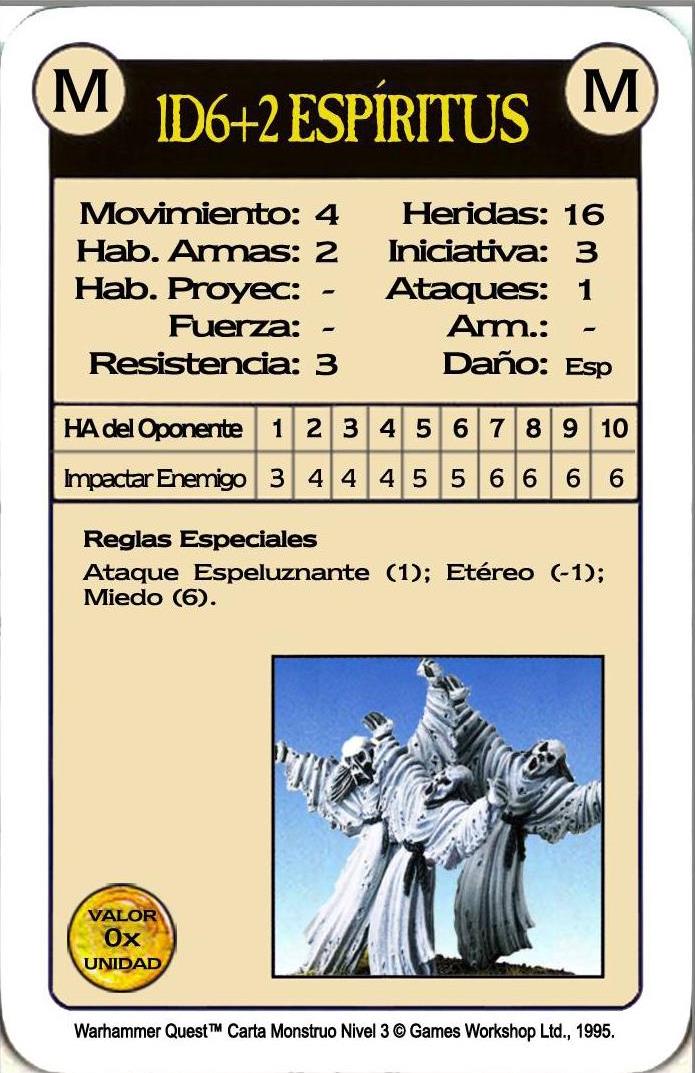 M
1D6+2 ESPÍRITUS
M
Movimiento: 4 Heridas: 16
Hab. Armas: 2 Iniciativa: 3
Hab. Proyec: - Ataques: 1
Fuerza: - Arm.: -
Resistencia: 3 Daño: Esp
HA del Oponente 1 2 3 4 5 6 7 8 9 10
Impactar Enemigo 3 4 4 4 5 5 6 6 6 6
Reglas Especiales
Ataque Espeluznante (1); Etéreo (-1);
Miedo (6).
VALOR
0x
UNIDAD
Warhammer Quest™ Carta Monstruo Nivel 3 © Games Workshop Ltd., 1995.